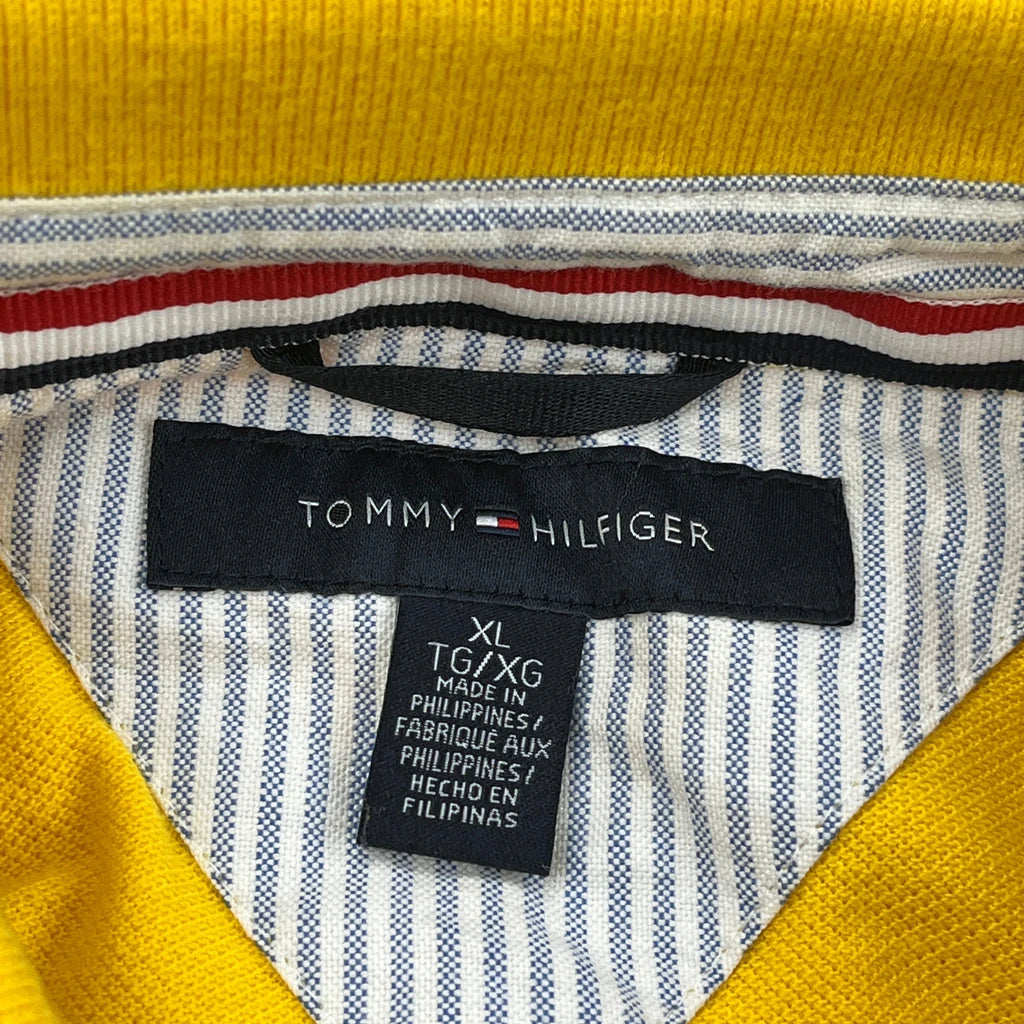 TOMMY HILFIGER
XL
TG/XG
MADE IN
PHILIPPINES/
FABRIQUÉ AUX
PHILIPPINES/
HECHO EN
FILIPINAS